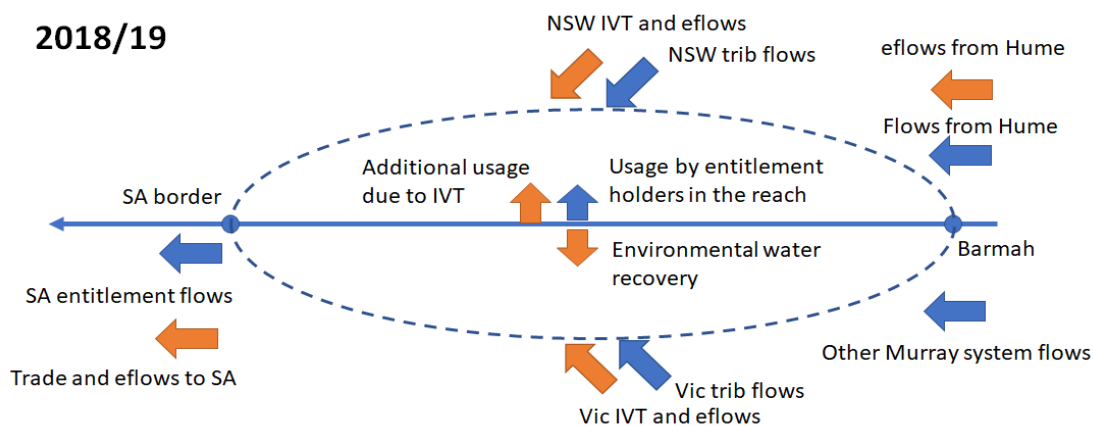 2018/19
NSW IVT and eflows
NSW trib flows
eflows from Hume
Flows from Hume
Additional usage
due to IVT
Usage by entitlement
holders in the reach
SA border
Environmental water
recovery
Barmah
SA entitlement flows
Other Murray system flows
Trade and eflows to SA
Vic trib flows
Vic IVT and eflows